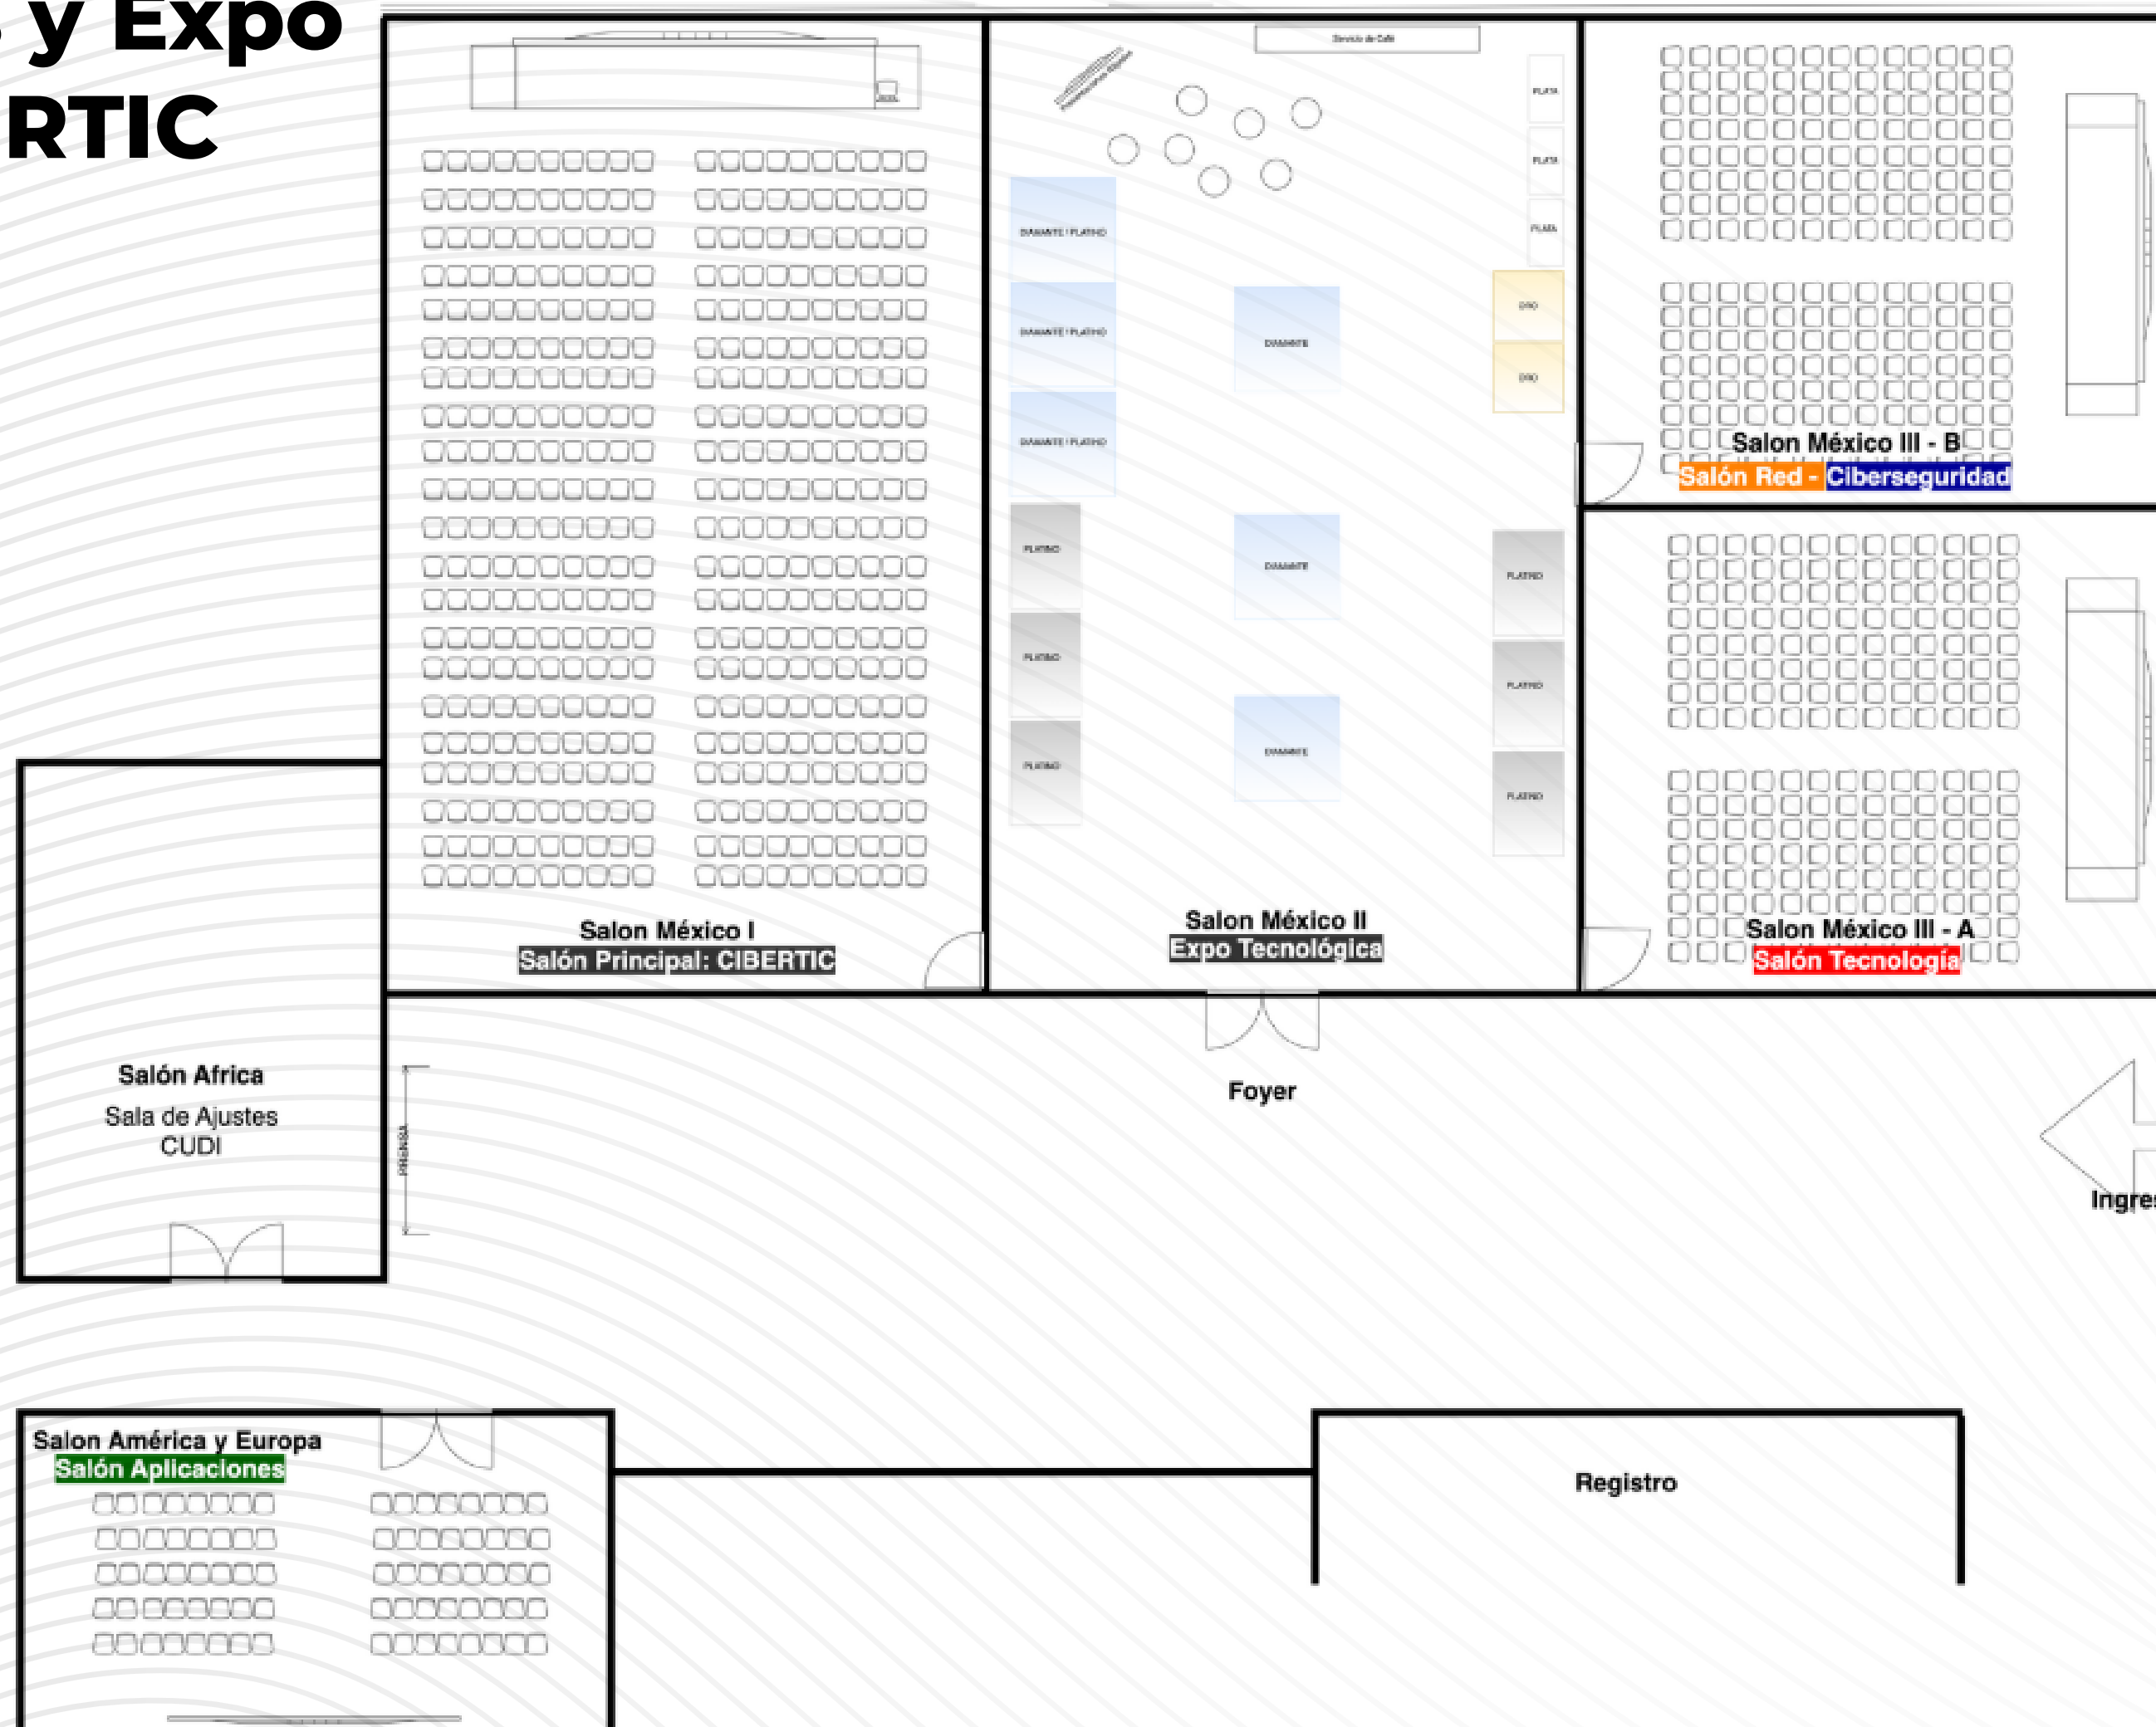 y Expo
RTIC
Servicio de Café
PLATA
PLATA
PLATA
DIAMANTE / PLATINO
DIAMANTE / PLATINO
DIAMANTE / PLATINO
DIAMANTE
ORO
ORO
DIAMANTE
DIAMANTE
PLATINO
PLATINO
PLATINO
PLATINO
PLATINO
PLATINO
Salon México I
Salón Principal: CIBERTIC
Salon México II
Expo Tecnológica
Salon México III - B
Salón Red - Ciberseguridad
Salon México III - A
Salón Tecnología
Salón Africa
Sala de Ajustes
CUDI
PRENSA
Foyer
Ingres
Salon América y Europa
Salón Aplicaciones
Registro